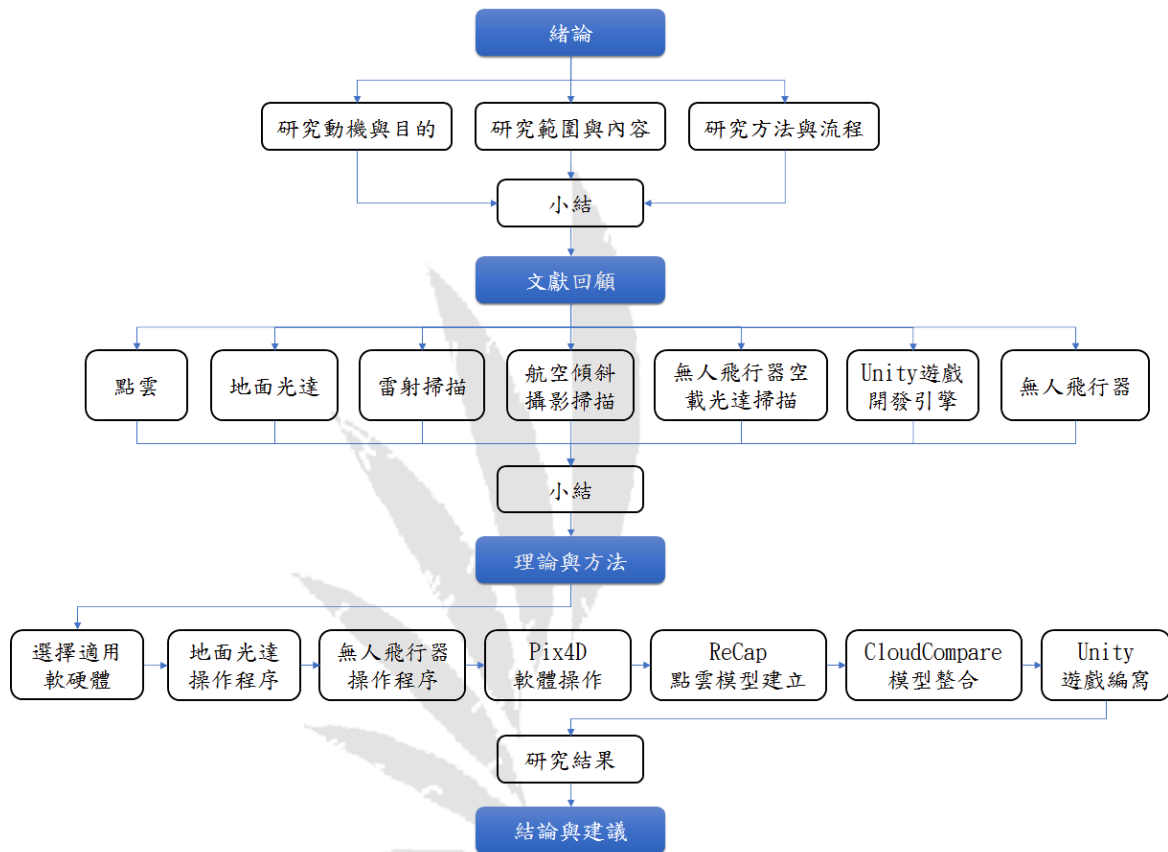 緒論
研究動機與目的
研究範圍與內容
研究方法與流程
小結
文獻回顧
點雲
地面光達
雷射掃描
航空傾斜
攝影掃描
無人飛行器空
載光達掃描
Unity遊戲
開發引擎
無人飛行器
小結
理論與方法
選擇適用
軟硬體
地面光達
操作程序
無人飛行器
操作程序
Pix4D
軟體操作
ReCap
點雲模型建立
CloudCompare
模型整合
Unity
遊戲編寫
研究結果
結論與建議